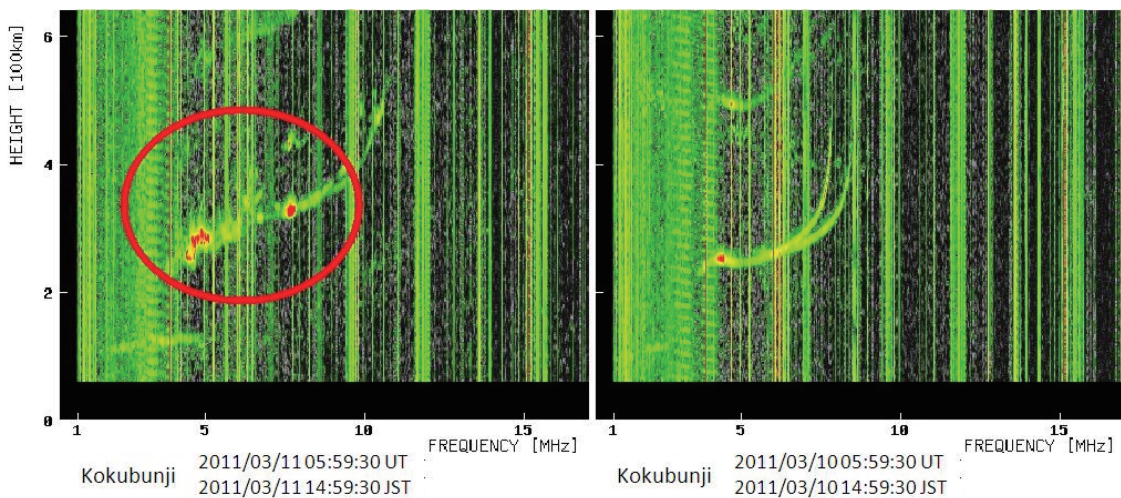 6
4
2
0
HEIGHT [100km]
1 5 10 15
FREQUENCY [MHz]
1 5 10 15
FREQUENCY [MHz]
Kokubunji
2011/03/11 05:59:30 UT
2011/03/11 14:59:30 JST
Kokubunji
2011/03/10 05:59:30 UT
2011/03/10 14:59:30 JST